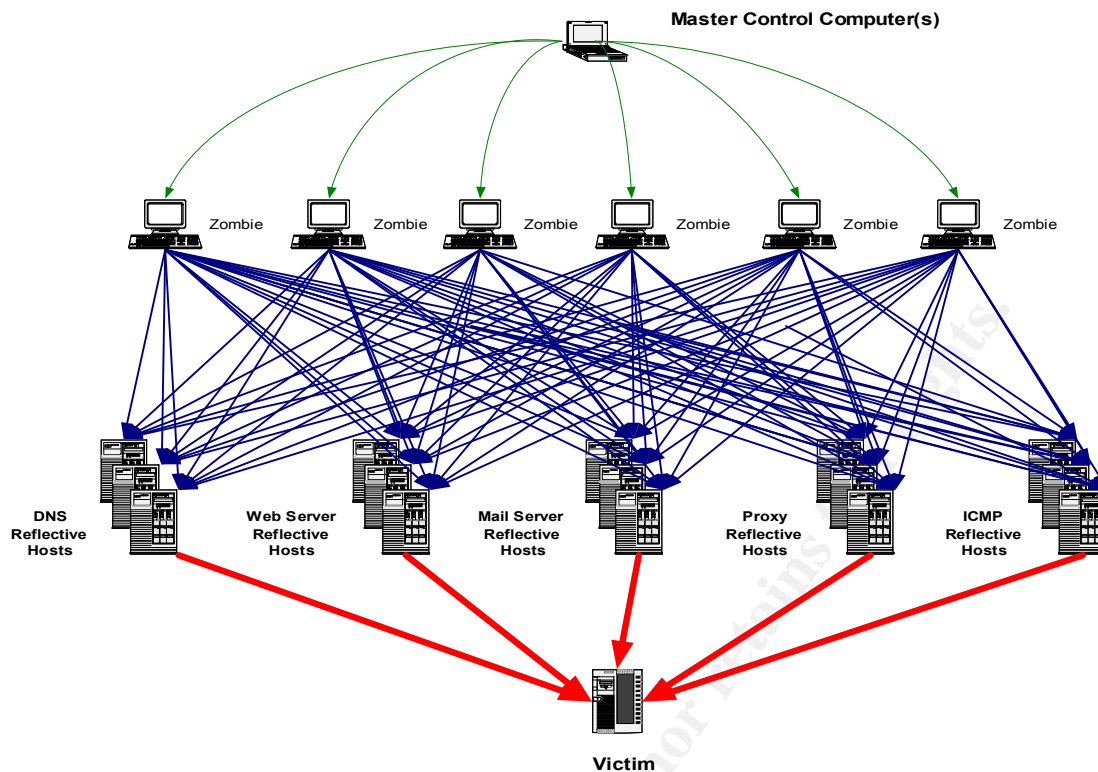 Master Control Computer(s)
Zombie
Zombie
Zombie
Zombie
Zombie
Zombie
DNS
Reflective
Hosts
Web Server
Reflective
Hosts
Mail Server
Reflective
Hosts
Proxy
Reflective
Hosts
ICMP
Reflective
Hosts
Victim
retains